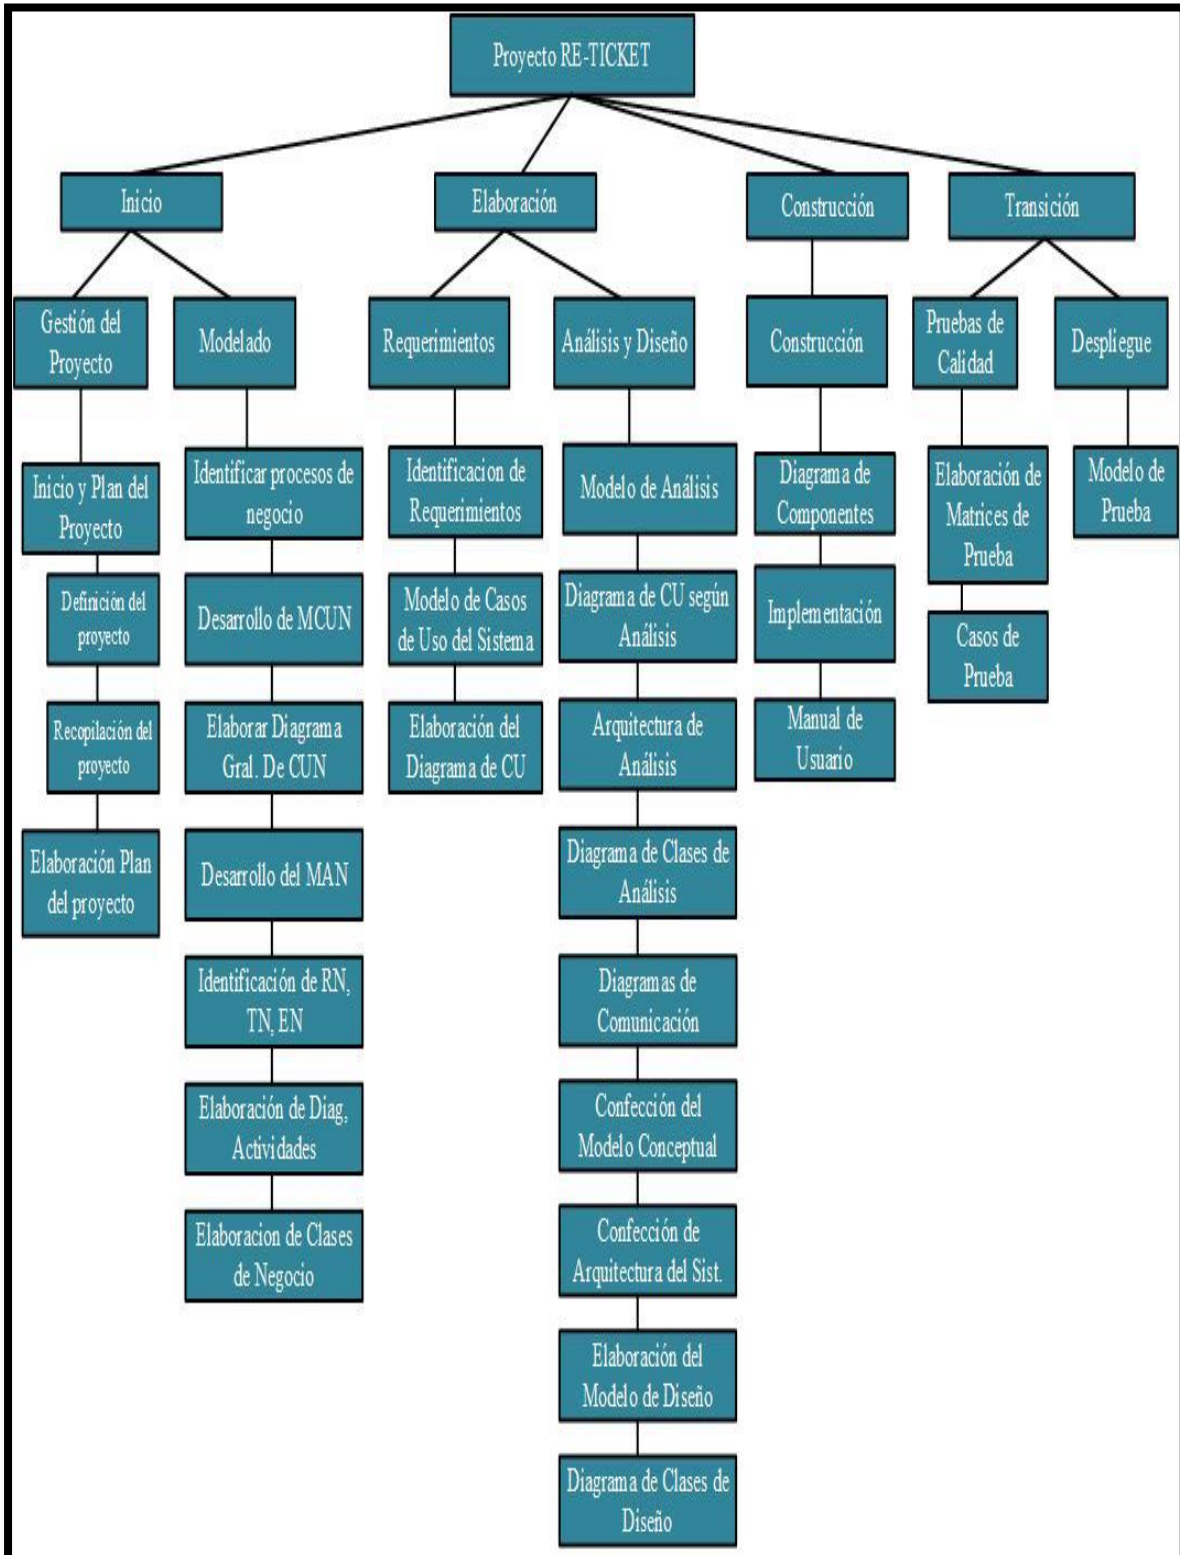 Proyecto RE-TICKET
Inicio
Elaboración
Construcción
Transición
Gestión del
Proyecto
Modelado
Requerimientos
Análisis y Diseño
Construcción
Pruebas de
Calidad
Despliegue
Inicio y Plan del
Proyecto
Definición del
proyecto
Recopilación del
proyecto
Elaboración Plan
del proyecto
Identificar procesos de
negocio
Desarrollo de MCUN
Elaborar Diagrama
Gral. De CUN
Desarrollo del MAN
Identificación de RN,
TN, EN
Elaboración de Diag,
Actividades
Elaboracion de Clases
de Negocio
Identificacion de
Requerimientos
Modelo de Casos
de Uso del Sistema
Elaboración del
Diagrama de CU
Modelo de Análisis
Diagrama de CU según
Análisis
Arquitectura de
Análisis
Diagrama de Clases de
Análisis
Diagramas de
Comunicación
Confección del
Modelo Conceptual
Confección de
Arquitectura del Sist.
Elaboración del
Modelo de Diseño
Diagrama de Clases de
Diseño
Diagrama de
Componentes
Implementación
Manual de
Usuario
Elaboración de
Matrices de
Prueba
Casos de
Prueba
Modelo de
Prueba